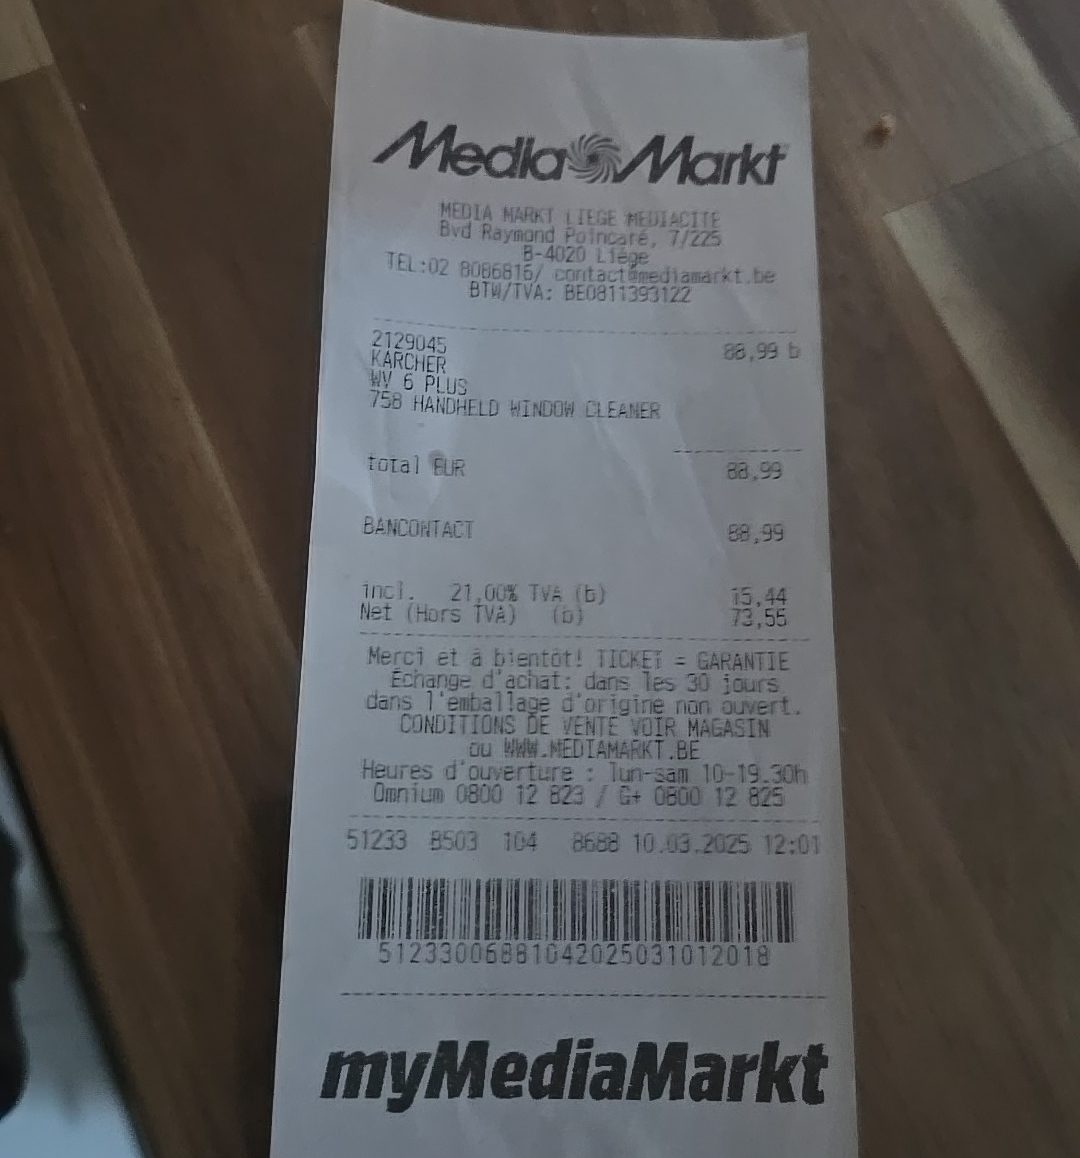 Media Markt
MEDIA MARKT LIEGE MEDIACITE
Bvd Raymond Poincaré, 7/225
B-4020 Liége
TEL:02 8086816/ contact@mediamarkt.be
BTW/TVA: BE0811393122
2129045 88,99 b
KARCHER
WV 6 PLUS
758 HANDHELD WINDOW CLEANER
total EUR 88,99
BANCONTACT 88,99
incl. 21,00% TVA (b) 15,44
Net (Hors TVA) (b) 73,55
Merci et à bientôt! TICKET = GARANTIE
Échange d'achat: dans les 30 jours
dans l'emballage d'origine non ouvert.
CONDITIONS DE VENTE VOIR MAGASIN
ou WWW.MEDIAMARKT.BE
Heures d'ouverture : lun-sam 10-19.30h
Omnium 0800 12 823 / G+ 0800 12 825
51233 8503 104 8688 10.03.2025 12:01
myMediaMarkt